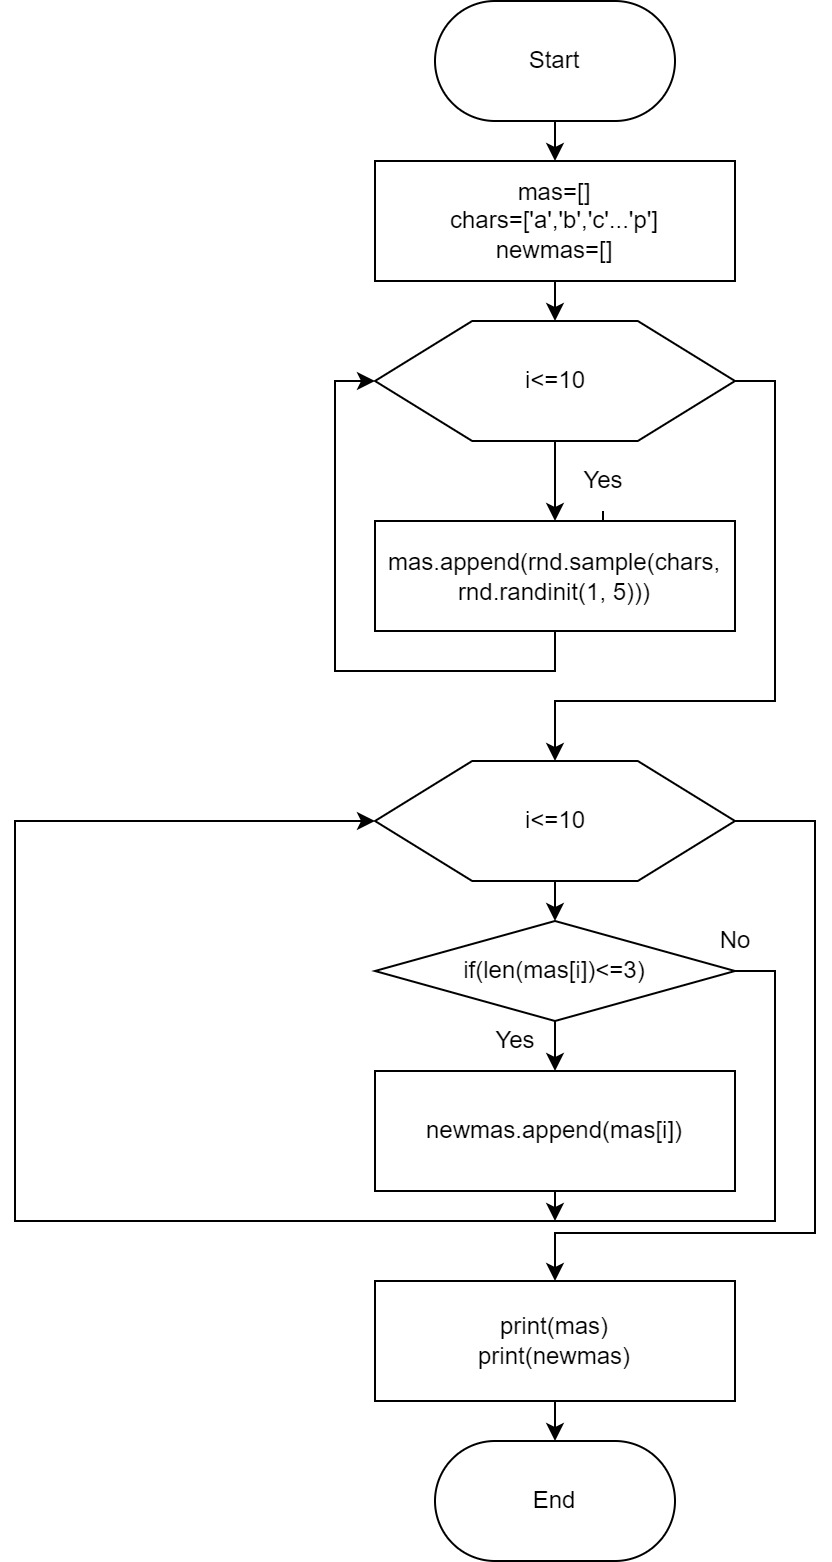 Start
mas=[]
chars=['a','b','c'...'p']
newmas=[]
i<=10
Yes
mas.append(rnd.sample(chars,
rnd.randinit(1, 5)))
i<=10
No
if(len(mas[i])<=3)
Yes
newmas.append(mas[i])
print(mas)
print(newmas)
End